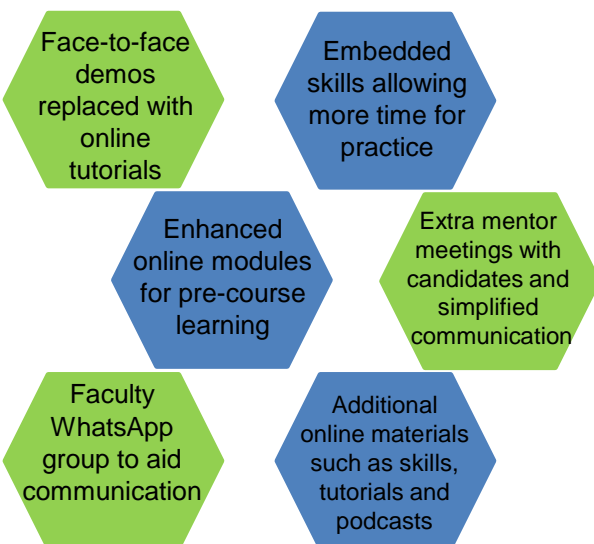 Face-to-face
demos
replaced with
online
tutorials
Embedded
skills allowing
more time for
practice
Enhanced
online modules
for pre-course
learning
Extra mentor
meetings with
candidates and
simplified
communication
Faculty
WhatsApp
group to aid
communication
Additional
online materials
such as skills,
tutorials and
podcasts